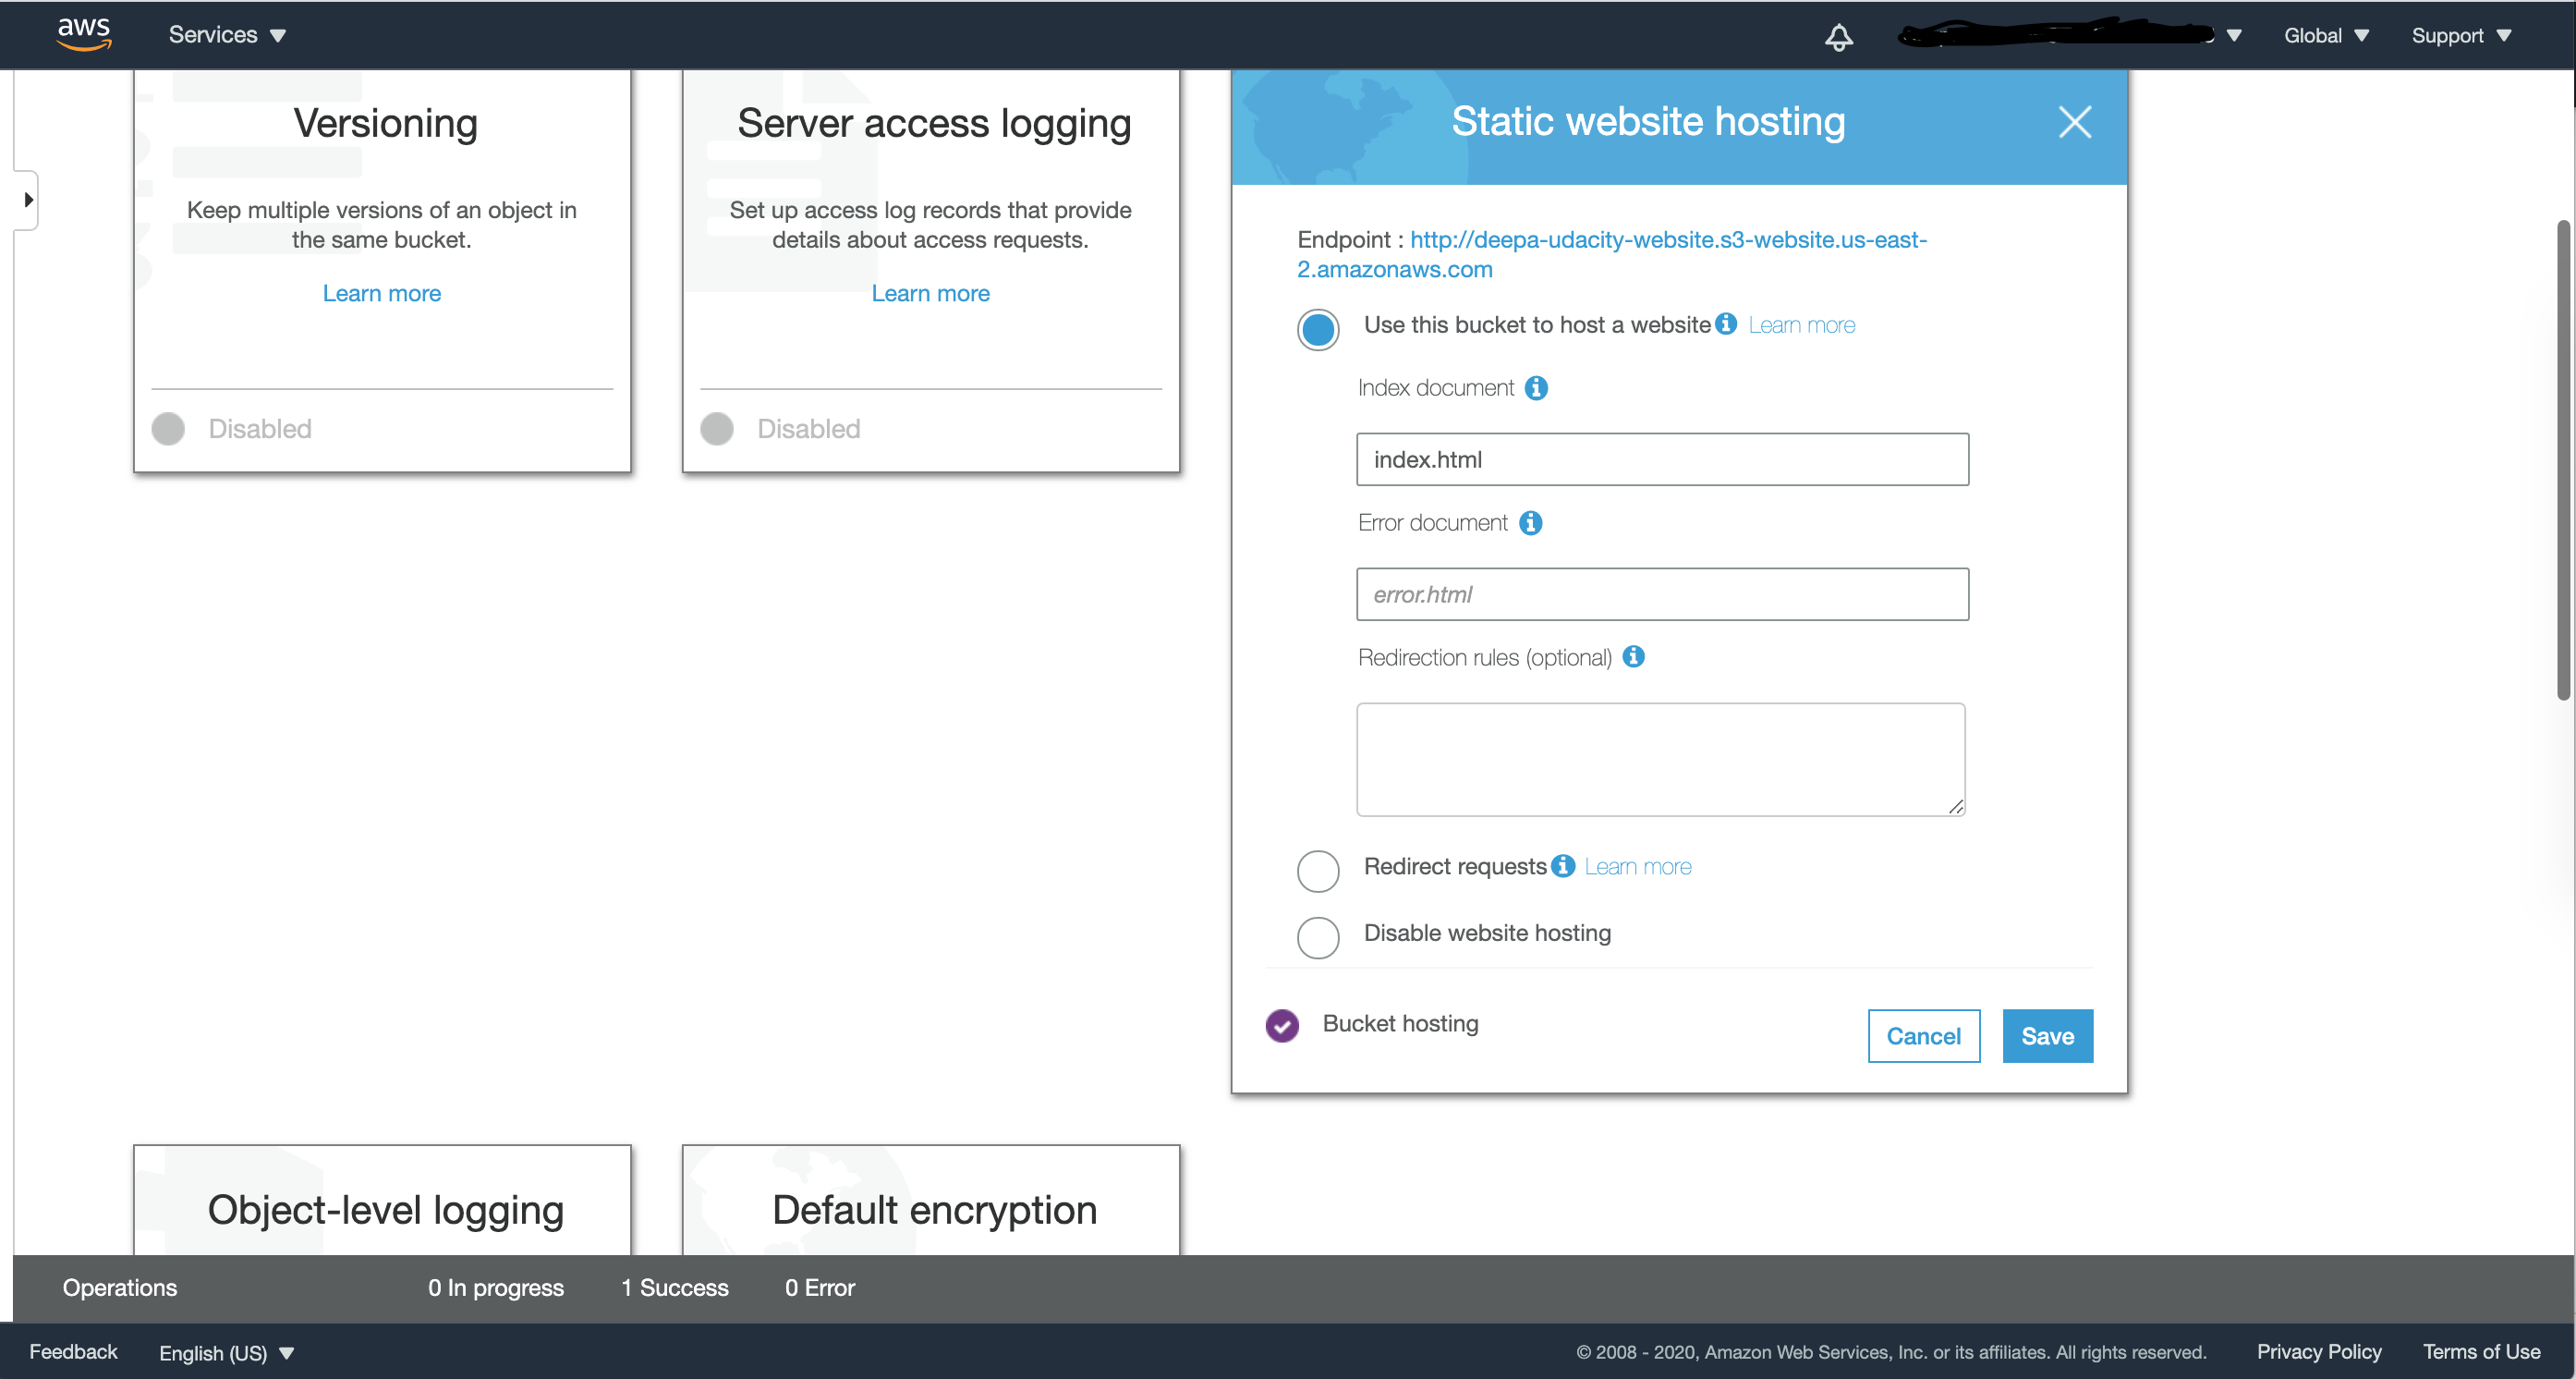 aws
Services
Global
Support
Versioning
Keep multiple versions of an object in
the same bucket.
Learn more
Disabled
Server access logging
Set up access log records that provide
details about access requests.
Learn more
Disabled
Static website hosting
Endpoint : http://deepa-udacity-website.s3-website.us-east-
2.amazonaws.com
Use this bucket to host a website Learn more
Index document
index.html
Error document
error.html
Redirection rules (optional)
Redirect requests Learn more
Disable website hosting
Bucket hosting
Cancel
Save
Object-level logging
Default encryption
Operations
0 In progress
1 Success
0 Error
Feedback
English (US)
© 2008 - 2020, Amazon Web Services, Inc. or its affiliates. All rights reserved.
Privacy Policy
Terms of Use